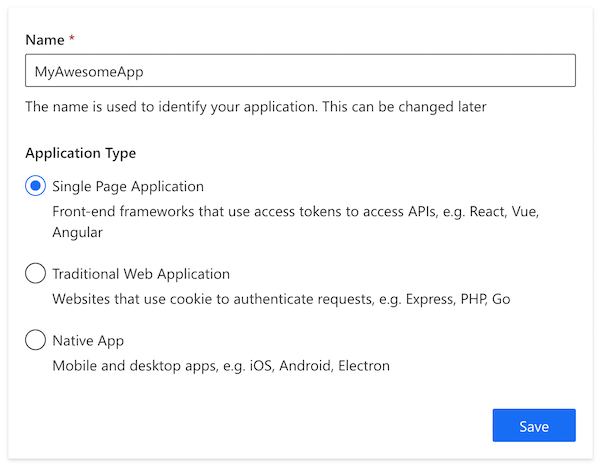 Name *
MyAwesomeApp
The name is used to identify your application. This can be changed later
Application Type
Single Page Application
Front-end frameworks that use access tokens to access APIs, e.g. React, Vue,
Angular
Traditional Web Application
Websites that use cookie to authenticate requests, e.g. Express, PHP, Go
Native App
Mobile and desktop apps, e.g. iOS, Android, Electron
Save